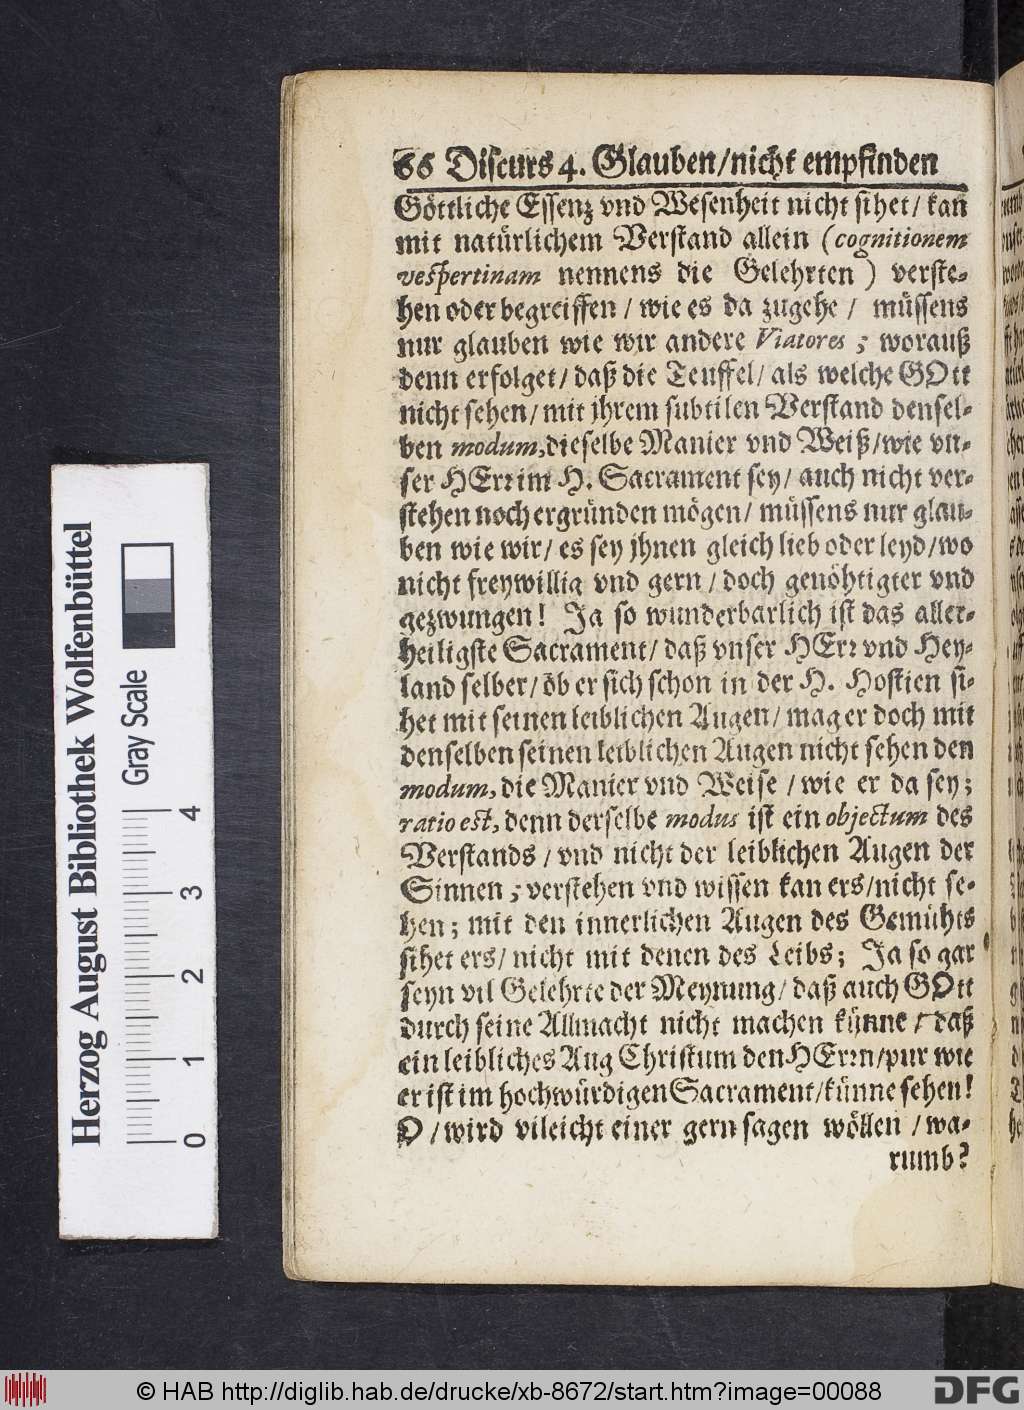 66 Discurs 4. Glauben/nicht empfinden
Göttliche Essenz vnd Wesenheit nicht sihet/ kan
mit natürlichem Verstand allein (cognitionem
vespertinam nennens die Gelehrten) verste-
hen oder begreiffen / wie es da zugehe / müssens
nur glauben wie wir andere Viatores; worauß
denn erfolget/ daß die Teuffel/ als welche GOtt
nicht sehen/ mit jhrem subtilen Verstand densel-
ben modum, dieselbe Manier vnd Weiß/wie vn-
ser HErr im H. Sacrament sey/ auch nicht ver-
stehen noch ergründen mögen/ müssens nur glau-
ben wie wir/ es sey jhnen gleich lieb oder leyd/wo
nicht freywillig vnd gern/ doch genöhtigter vnd
gezwungen! Ja so wunderbarlich ist das aller-
heiligste Sacrament/ daß vnser HErr vnd Hey-
land selber/ ob er sich schon in der H. Hostien si-
het mit seinen leiblichen Augen/ mag er doch mit
denselben seinen leiblichen Augen nicht sehen den
modum, die Manier vnd Weise / wie er da sey;
ratio est, denn derselbe modus ist ein objectum des
Verstands / vnd nicht der leiblichen Augen der
Sinnen; verstehen vnd wissen kan ers/nicht se-
hen; mit den innerlichen Augen des Gemühts
sihet ers/ nicht mit denen des Leibs; Ja so gar
seyn vil Gelehrte der Meynung/ daß auch GOtt
durch seine Allmacht nicht machen künne / daß
ein leibliches Aug Christum den HErrn/pur wie
er ist im hochwürdigen Sacrament/künne sehen!
O /wird vileicht einer gern sagen wöllen /wa-
rumb?
Herzog August Bibliothek Wolfenbüttel
Gray Scale
0 1 2 3 4
© HAB http://diglib.hab.de/drucke/xb-8672/start.htm?image=00088
DFG